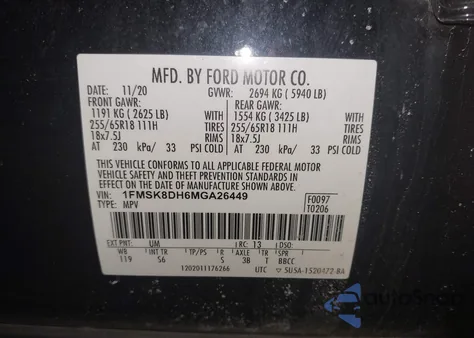 MFD. BY FORD MOTOR CO.
DATE: 11/20 GVWR: 2694 KG ( 5940 LB)
FRONT GAWR: REAR GAWR:
1191 KG ( 2625 LB) 1554 KG ( 3425 LB)
255/65R18 111H TIRES 255/65R18 111H TIRES
18x7.5J RIMS 18x7.5J RIMS
AT 230 kPa/ 33 PSI COLD AT 230 kPa/ 33 PSI COLD
THIS VEHICLE CONFORMS TO ALL APPLICABLE FEDERAL MOTOR
VEHICLE SAFETY AND THEFT PREVENTION STANDARDS IN
EFFECT ON THE DATE OF MANUFACTURE SHOWN ABOVE.
VIN: 1FMSK8DH6MGA26449 F0097
TYPE: MPV T0206
EXT PNT: UM RC: 13 DSO:
WB INT TR TP/PS R AXLE TR SPR
119 S6 S 3B T BBCC
1202011176266 UTC 5U5A-1520472-BA
autoSnap